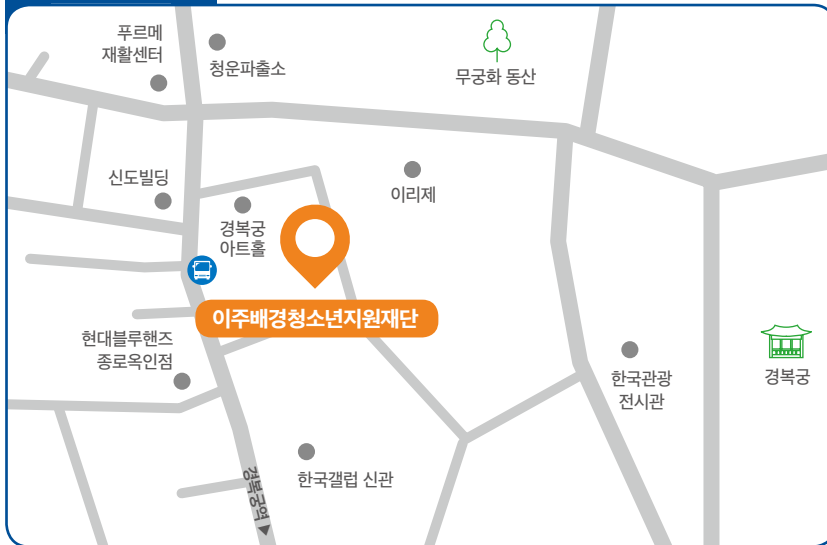 푸르메
재활센터
청운파출소
무궁화 동산
신도빌딩
이리제
경복궁
아트홀
이주배경청소년지원재단
현대블루핸즈
종로옥인점
한국관광
전시관
경복궁
한국갤럽 신관
경복궁역▼